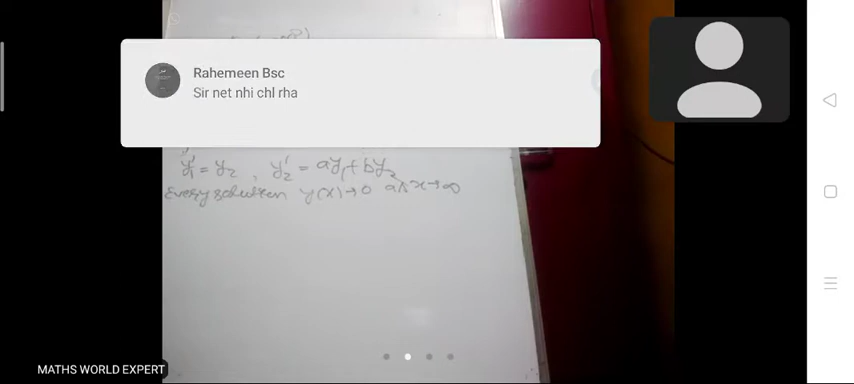 Rahemeen Bsc
Sir net nhi chl rha
y₁' = y₂ , y₂' = ay₁ + by₂
Every solution y(x) → 0 as x → ∞
MATHS WORLD EXPERT